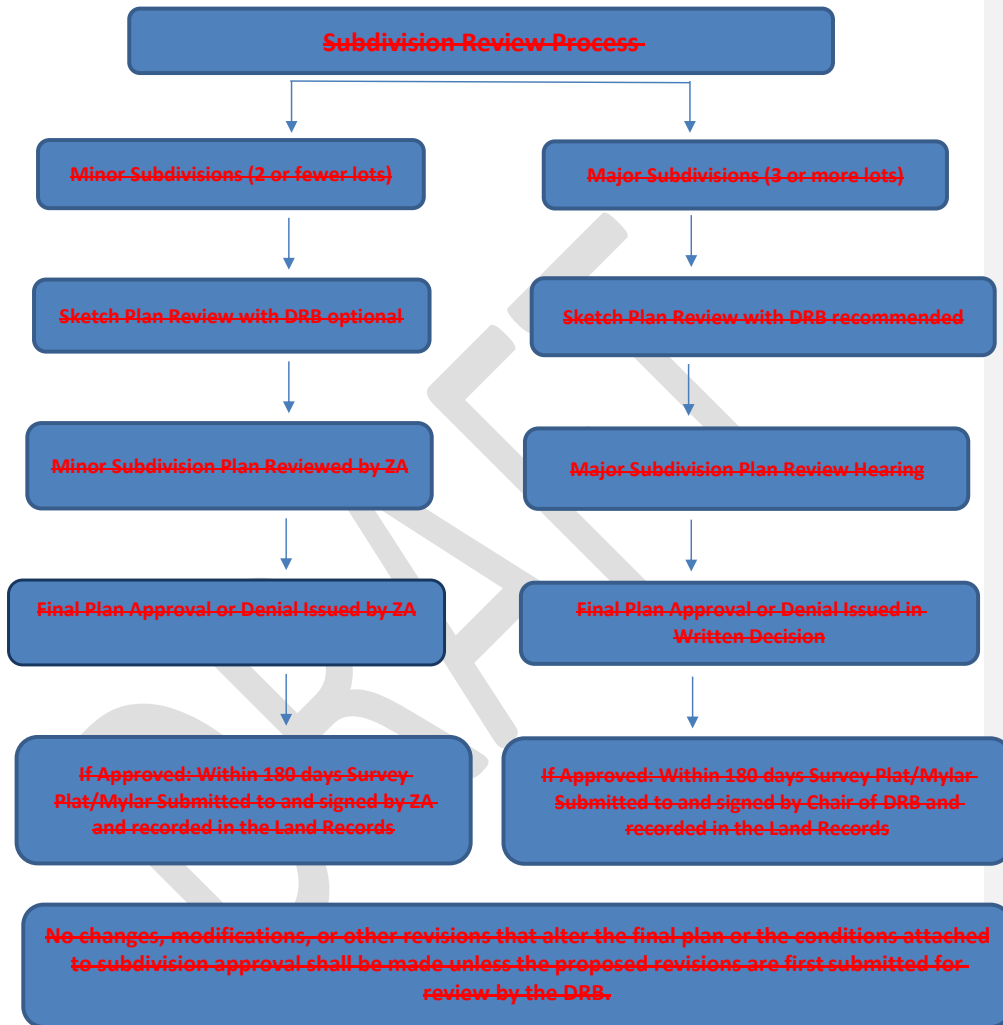 Subdivision Review Process
Minor Subdivisions (2 or fewer lots)
Major Subdivisions (3 or more lots)
Sketch Plan Review with DRB optional
Sketch Plan Review with DRB recommended
Minor Subdivision Plan Reviewed by ZA
Major Subdivision Plan Review Hearing
Final Plan Approval or Denial Issued by ZA
Final Plan Approval or Denial Issued in
Written Decision
If Approved: Within 180 days Survey
Plat/Mylar Submitted to and signed by ZA
and recorded in the Land Records
If Approved: Within 180 days Survey Plat/Mylar
Submitted to and signed by Chair of DRB and
recorded in the Land Records
No changes, modifications, or other revisions that alter the final plan or the conditions attached
to subdivision approval shall be made unless the proposed revisions are first submitted for
review by the DRB.
DRAFT